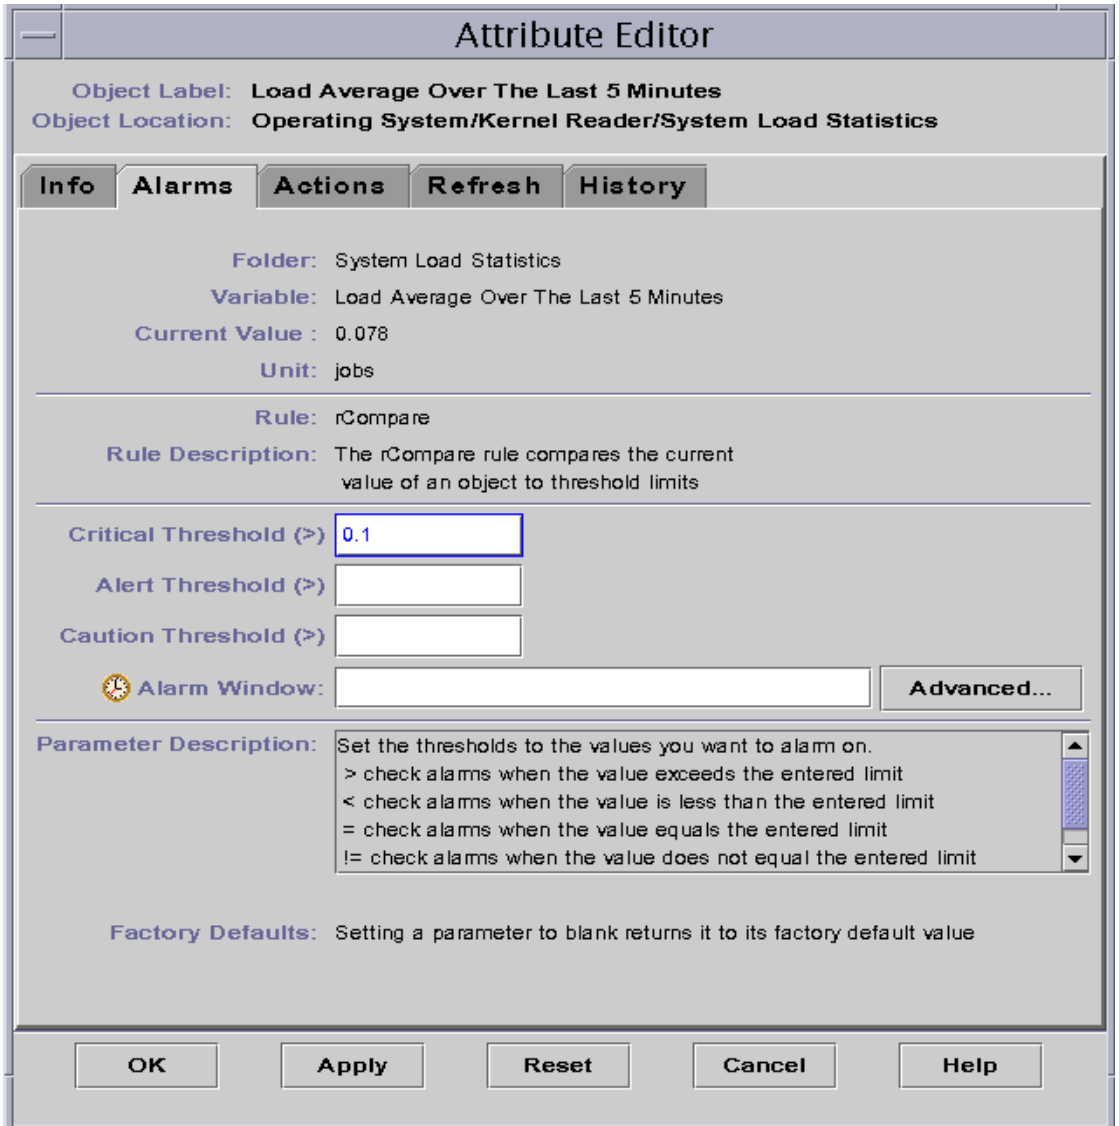 Attribute Editor
Object Label: Load Average Over The Last 5 Minutes
Object Location: Operating System/Kernel Reader/System Load Statistics
Info Alarms Actions Refresh History
Folder: System Load Statistics
Variable: Load Average Over The Last 5 Minutes
Current Value : 0.078
Unit: jobs
Rule: rCompare
Rule Description: The rCompare rule compares the current
value of an object to threshold limits
Critical Threshold (>) 0.1
Alert Threshold (>)
Caution Threshold (>)
Alarm Window: Advanced...
Parameter Description: Set the thresholds to the values you want to alarm on.
> check alarms when the value exceeds the entered limit
< check alarms when the value is less than the entered limit
= check alarms when the value equals the entered limit
!= check alarms when the value does not equal the entered limit
Factory Defaults: Setting a parameter to blank returns it to its factory default value
OK Apply Reset Cancel Help